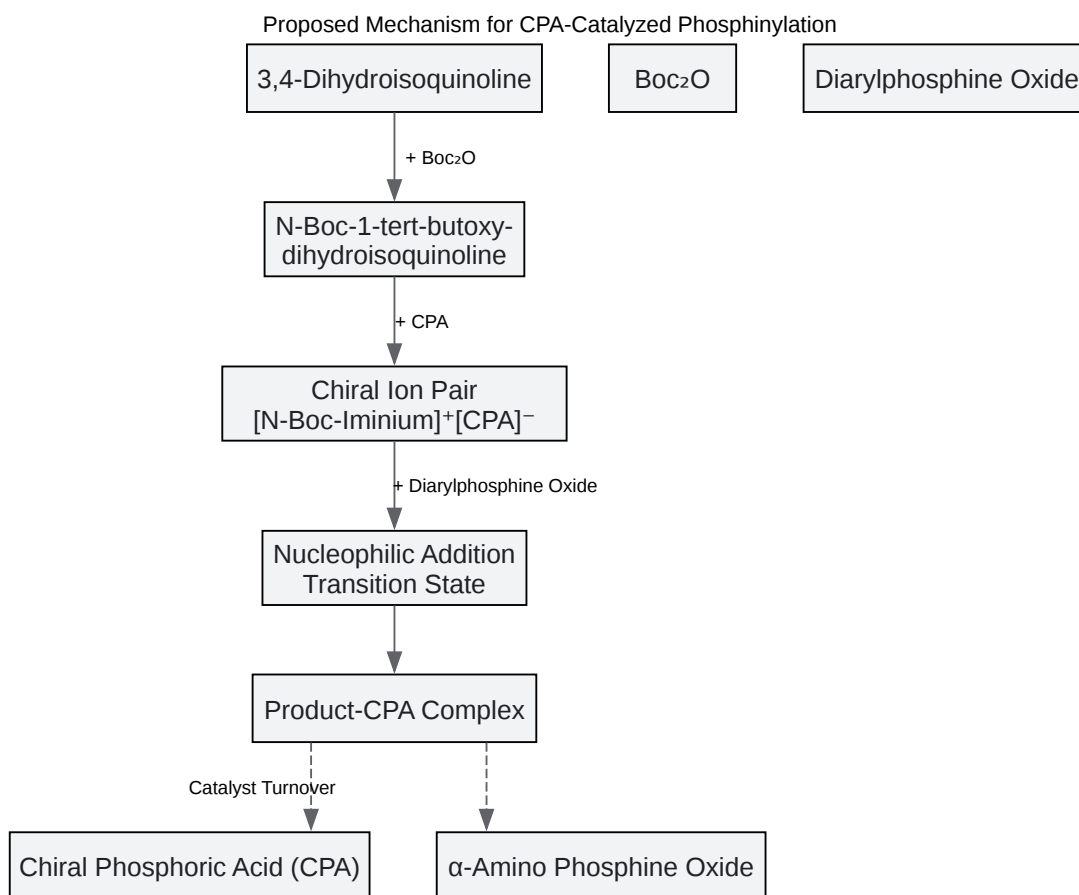 Proposed Mechanism for CPA-Catalyzed Phosphinylation
3,4-Dihydroisoquinoline
Boc₂O
Diarylphosphine Oxide
+ Boc₂O
N-Boc-1-tert-butoxy-
dihydroisoquinoline
+ CPA
Chiral Ion Pair
[N-Boc-Iminium]⁺[CPA]⁻
+ Diarylphosphine Oxide
Nucleophilic Addition
Transition State
Product-CPA Complex
Catalyst Turnover
Chiral Phosphoric Acid (CPA)
α-Amino Phosphine Oxide